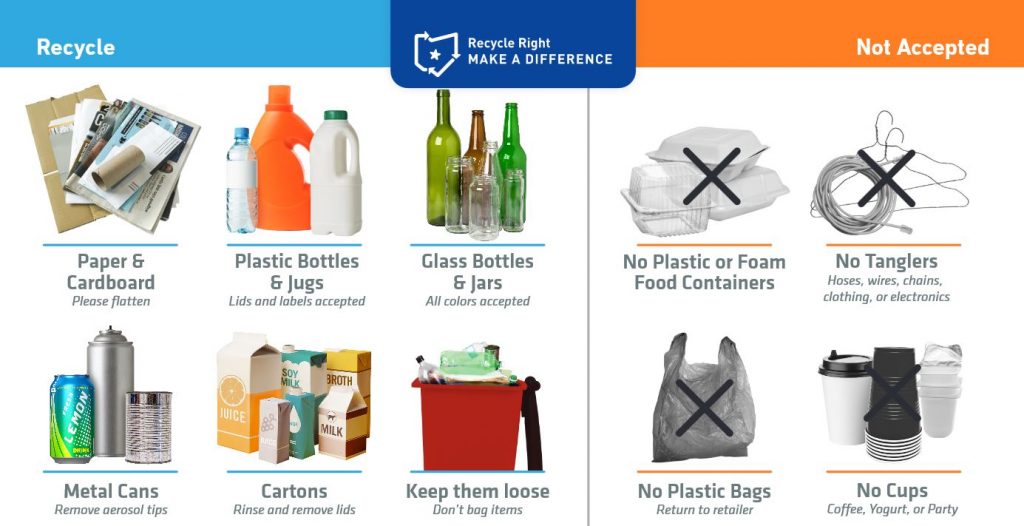 Recycle
Recycle Right
MAKE A DIFFERENCE
Not Accepted
Paper &
Cardboard
Please flatten
Plastic Bottles
& Jugs
Lids and labels accepted
Glass Bottles
& Jars
All colors accepted
No Plastic or Foam
Food Containers
No Tanglers
Hoses, wires, chains,
clothing, or electronics
LEMON
JUICE
SOY
MILK
BROTH
MILK
Metal Cans
Remove aerosol tips
Cartons
Rinse and remove lids
Keep them loose
Don't bag items
No Plastic Bags
Return to retailer
No Cups
Coffee, Yogurt, or Party